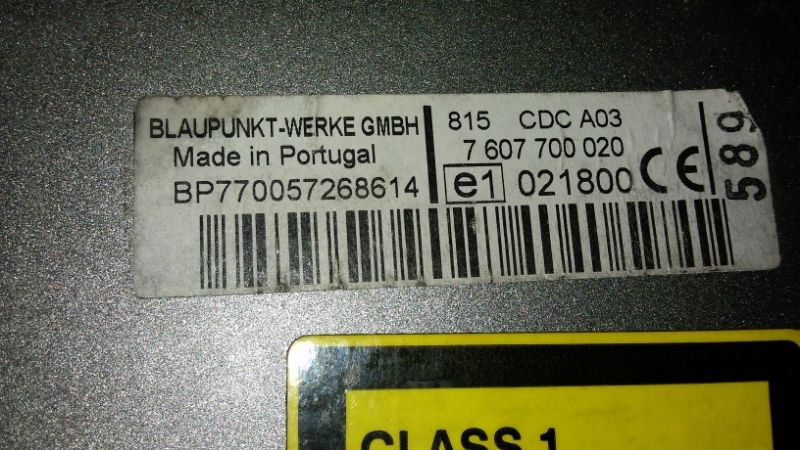 BLAUPUNKT-WERKE GMBH
Made in Portugal
BP770057268614
815 CDC A03
7 607 700 020
e1 021800 CE
589
CLASS 1